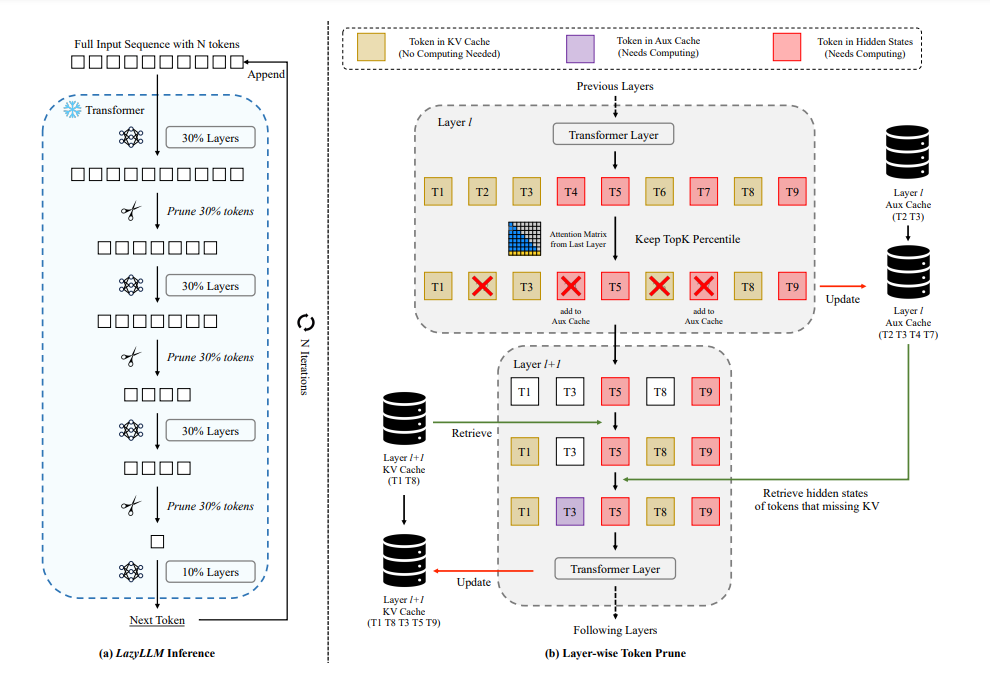 Full Input Sequence with N tokens
Append
Transformer
30% Layers
Prune 30% tokens
30% Layers
Prune 30% tokens
30% Layers
Prune 30% tokens
10% Layers
Next Token
N Iterations
(a) LazyLLM Inference
Token in KV Cache
(No Computing Needed)
Token in Aux Cache
(Needs Computing)
Token in Hidden States
(Needs Computing)
Previous Layers
Layer l
Transformer Layer
T1 T2 T3 T4 T5 T6 T7 T8 T9
Attention Matrix
from Last Layer
Keep TopK Percentile
T1 T3 T5 T8 T9
add to
Aux Cache
add to
Aux Cache
Layer l
Aux Cache
(T2 T3)
Update
Layer l
Aux Cache
(T2 T3 T4 T7)
Layer l+1
T1 T3 T5 T8 T9
Retrieve
Layer l+1
KV Cache
(T1 T8)
T1 T3 T5 T8 T9
Retrieve hidden states
of tokens that missing KV
T1 T3 T5 T8 T9
Transformer Layer
Update
Layer l+1
KV Cache
(T1 T8 T3 T5 T9)
Following Layers
(b) Layer-wise Token Prune